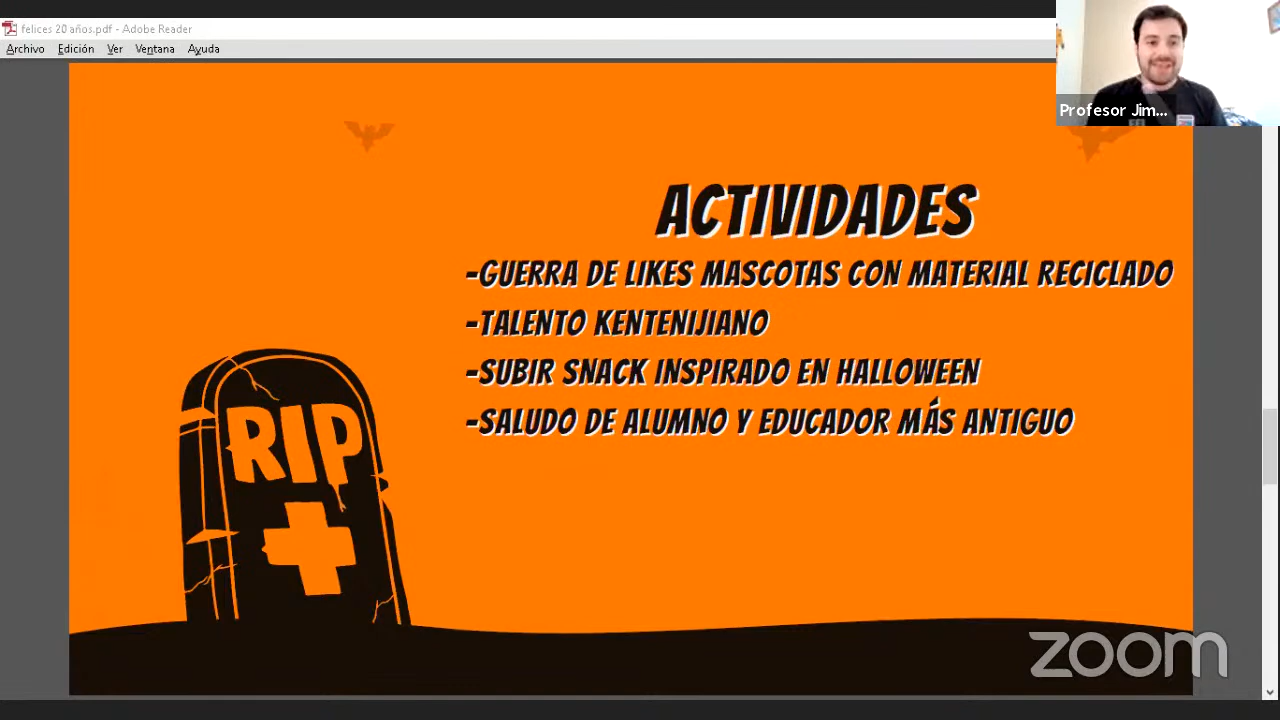 felices 20 años.pdf - Adobe Reader
Archivo Edición Ver Ventana Ayuda
Profesor Jim...
ACTIVIDADES
-GUERRA DE LIKES MASCOTAS CON MATERIAL RECICLADO
-TALENTO KENTENIJIANO
-SUBIR SNACK INSPIRADO EN HALLOWEEN
-SALUDO DE ALUMNO Y EDUCADOR MÁS ANTIGUO
RIP
zoom